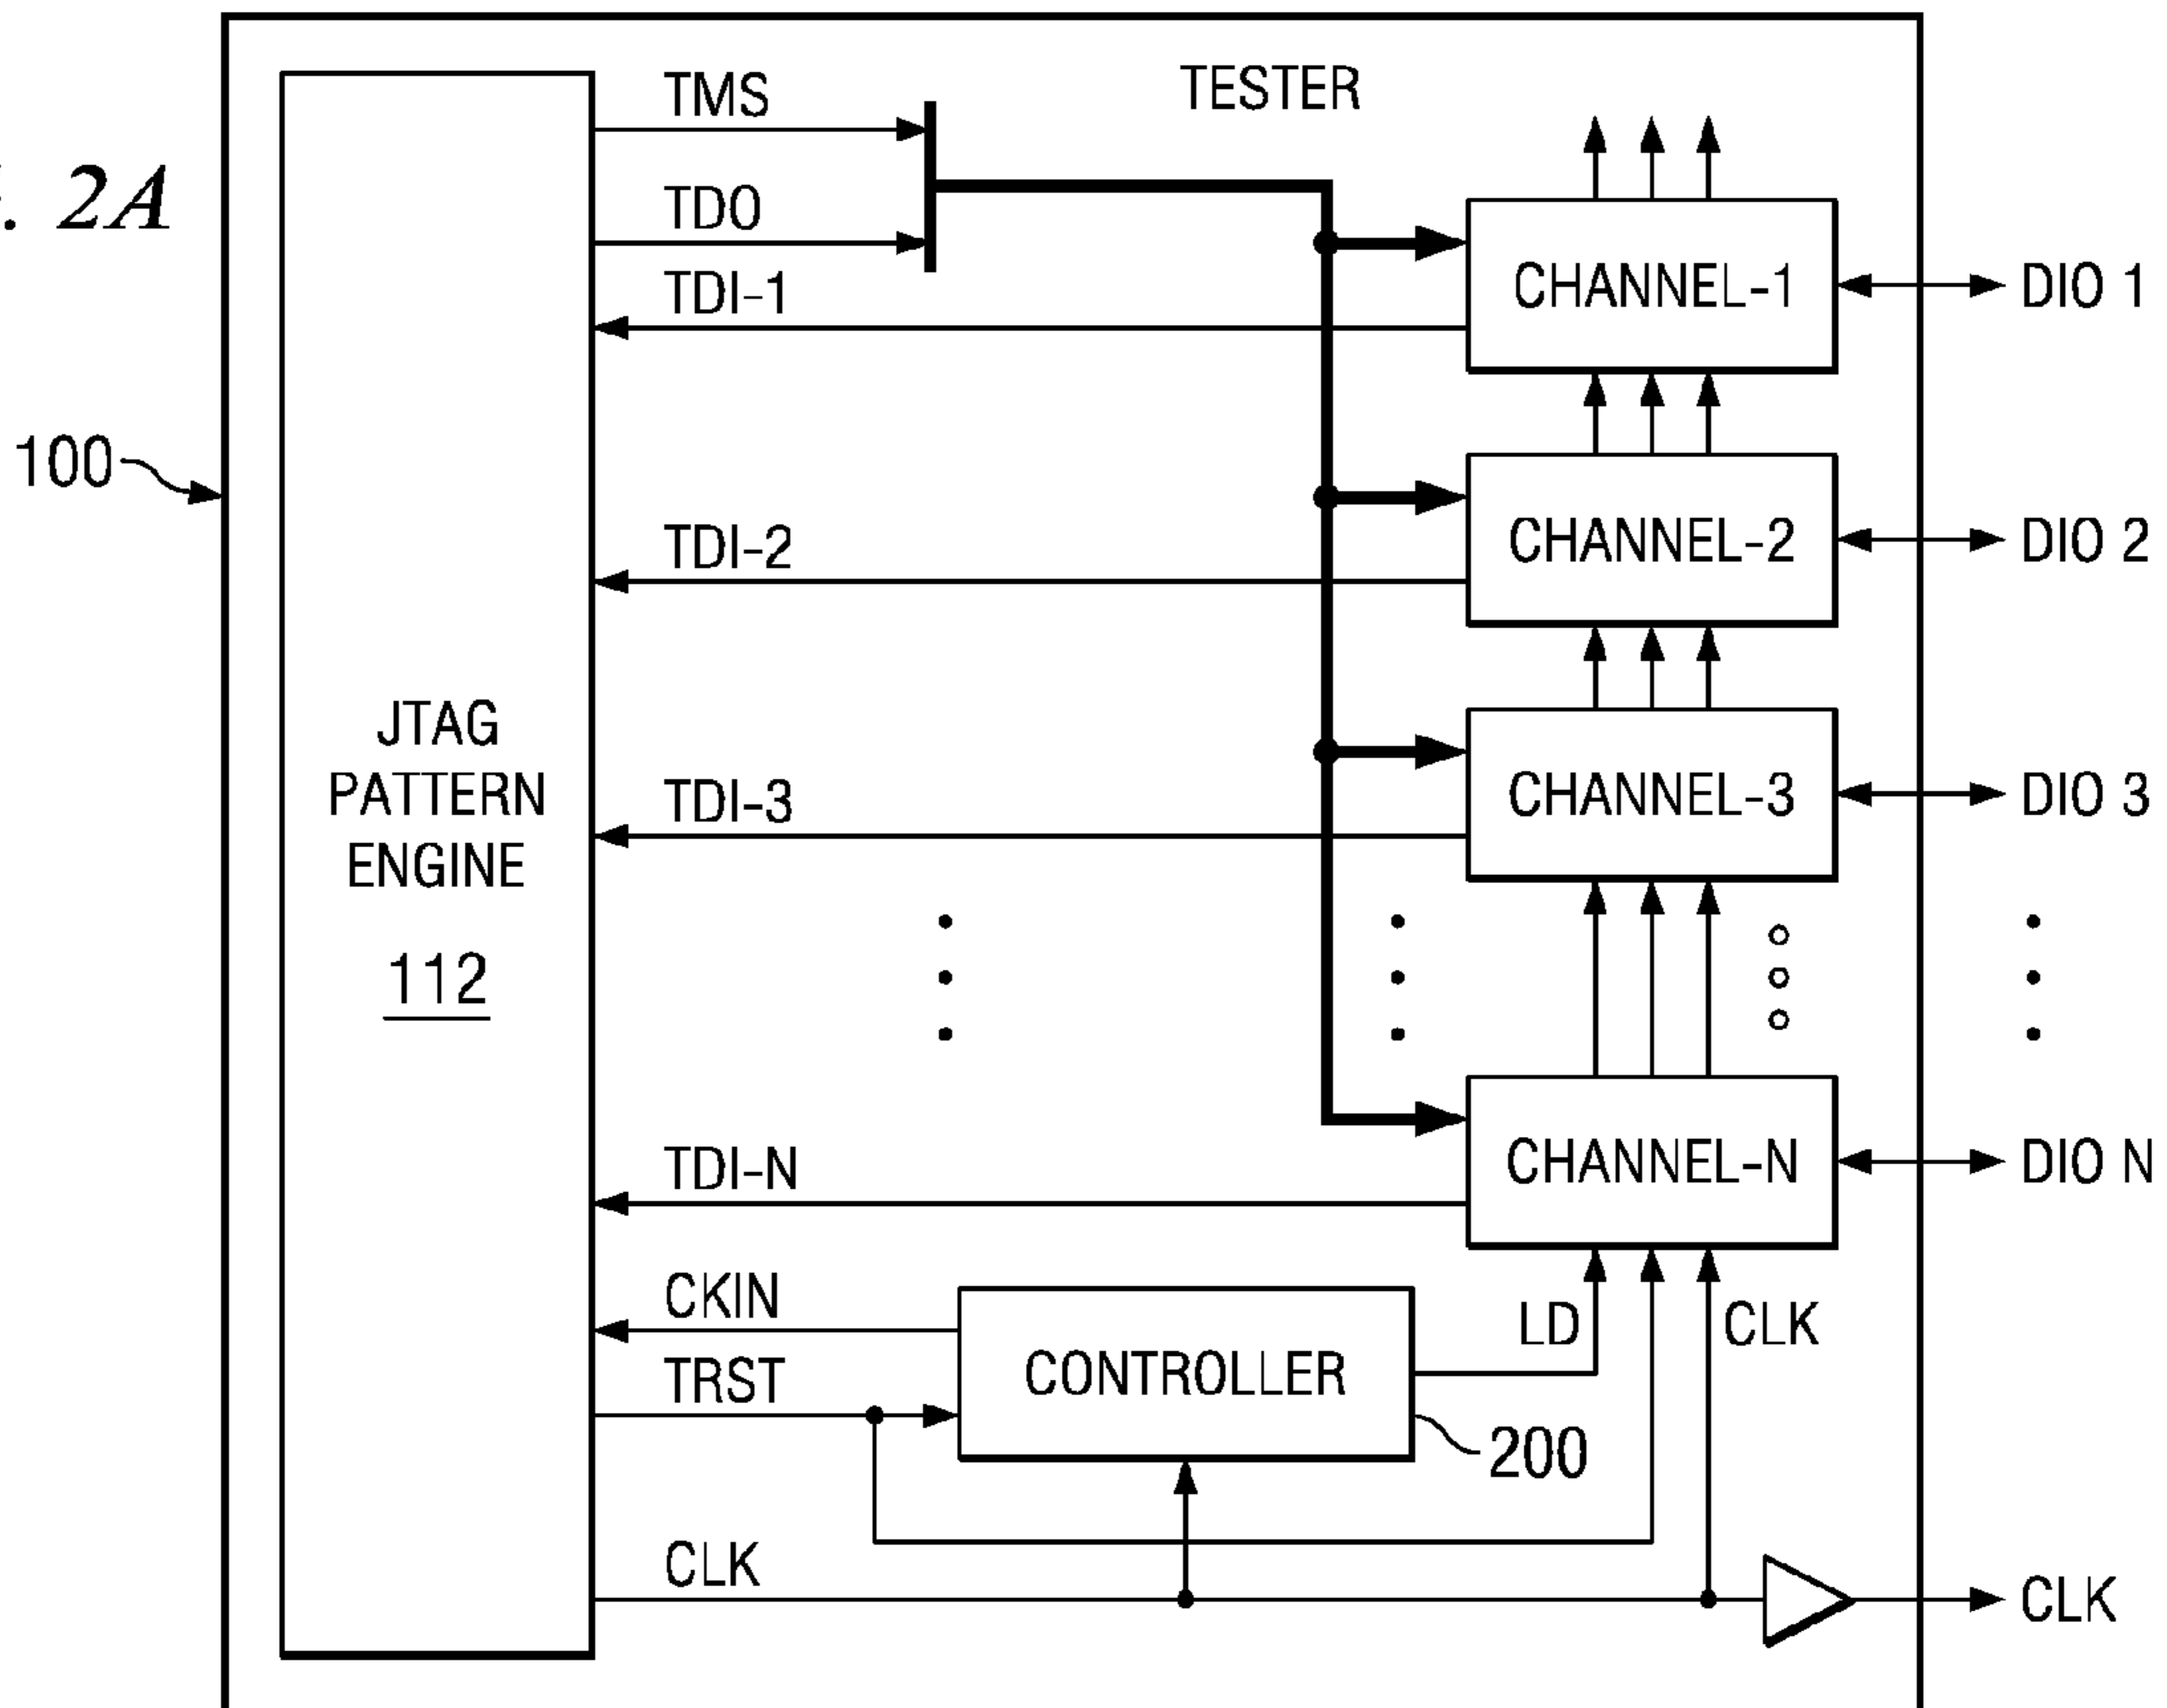 2A
TESTER
100
JTAG
PATTERN
ENGINE
112
TMS
TDO
TDI-1
TDI-2
TDI-3
TDI-N
CKIN
TRST
CLK
CHANNEL-1
CHANNEL-2
CHANNEL-3
CHANNEL-N
CONTROLLER
200
LD
CLK
DIO 1
DIO 2
DIO 3
DIO N
CLK